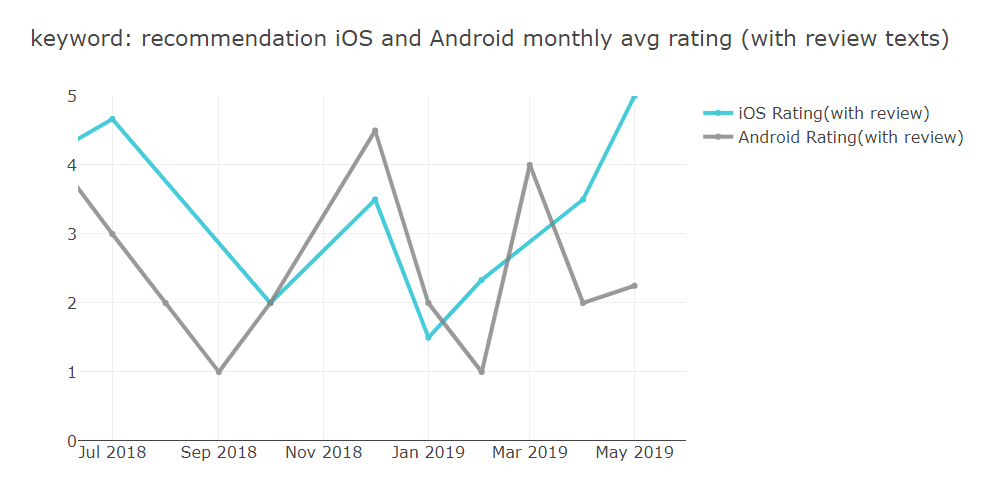 keyword: recommendation iOS and Android monthly avg rating (with review texts)
5
4
3
2
1
0
Jul 2018 Sep 2018 Nov 2018 Jan 2019 Mar 2019 May 2019
iOS Rating(with review)
Android Rating(with review)